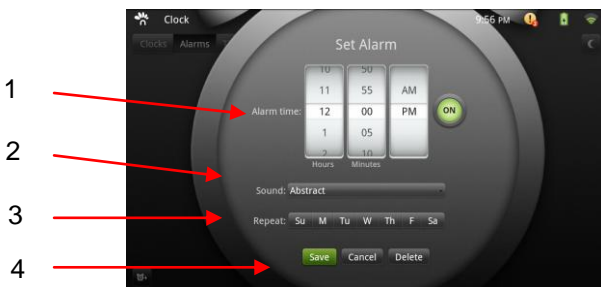 Clock
9:56 PM
Clocks Alarms
Set Alarm
10 50
11 55 AM
1
Alarm time: 12 00 PM ON
1 05
2 10
Hours Minutes
2
Sound: Abstract
3
Repeat: Su M Tu W Th F Sa
4
Save Cancel Delete